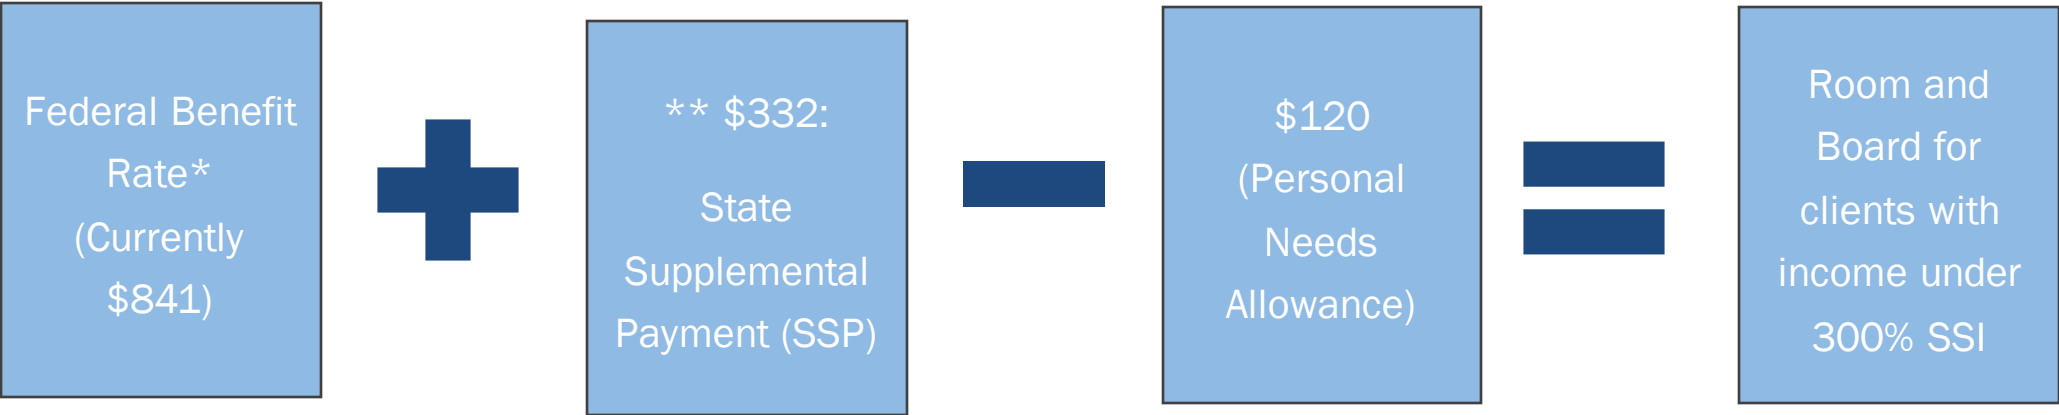 Federal Benefit
Rate*
(Currently
$841)
** $332:
State
Supplemental
Payment (SSP)
$120
(Personal
Needs
Allowance)
Room and
Board for
clients with
income under
300% SSI